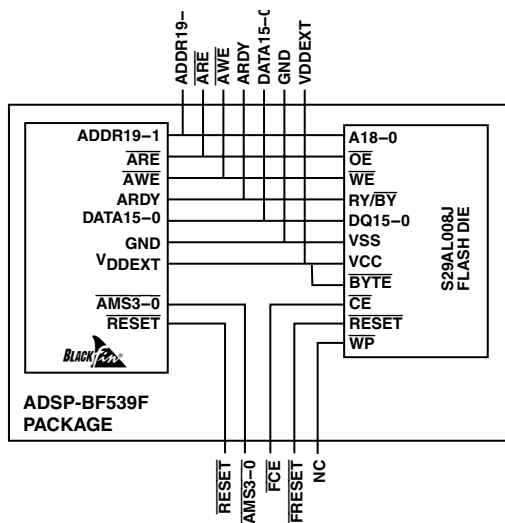 ADDR19-
ARE
AWE
ARDY
DATA15-0
GND
VDDEXT
ADDR19–1
ARE
AWE
ARDY
DATA15-0
GND
VDDEXT
AMS3-0
RESET
BLACKfin®
A18-0
OE
WE
RY/BY
DQ15-0
VSS
VCC
BYTE
CE
RESET
WP
S29AL008J
FLASH DIE
ADSP-BF539F
PACKAGE
RESET
AMS3–0
FCE
FRESET
NC